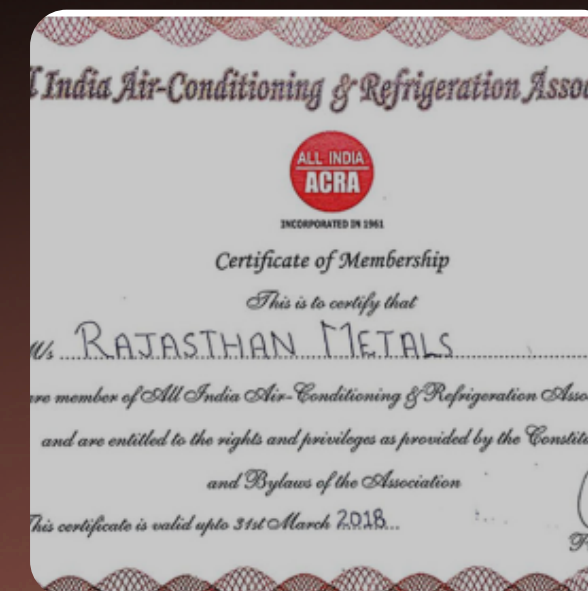 l India Air-Conditioning & Refrigeration Asso
ALL INDIA
ACRA
INCORPORATED IN 1961
Certificate of Membership
This is to certify that
M/s RAJASTHAN METALS
are member of All India Air-Conditioning & Refrigeration Asso
and are entitled to the rights and privileges as provided by the Constitu
and Bylaws of the Association
This certificate is valid upto 31st March 2018